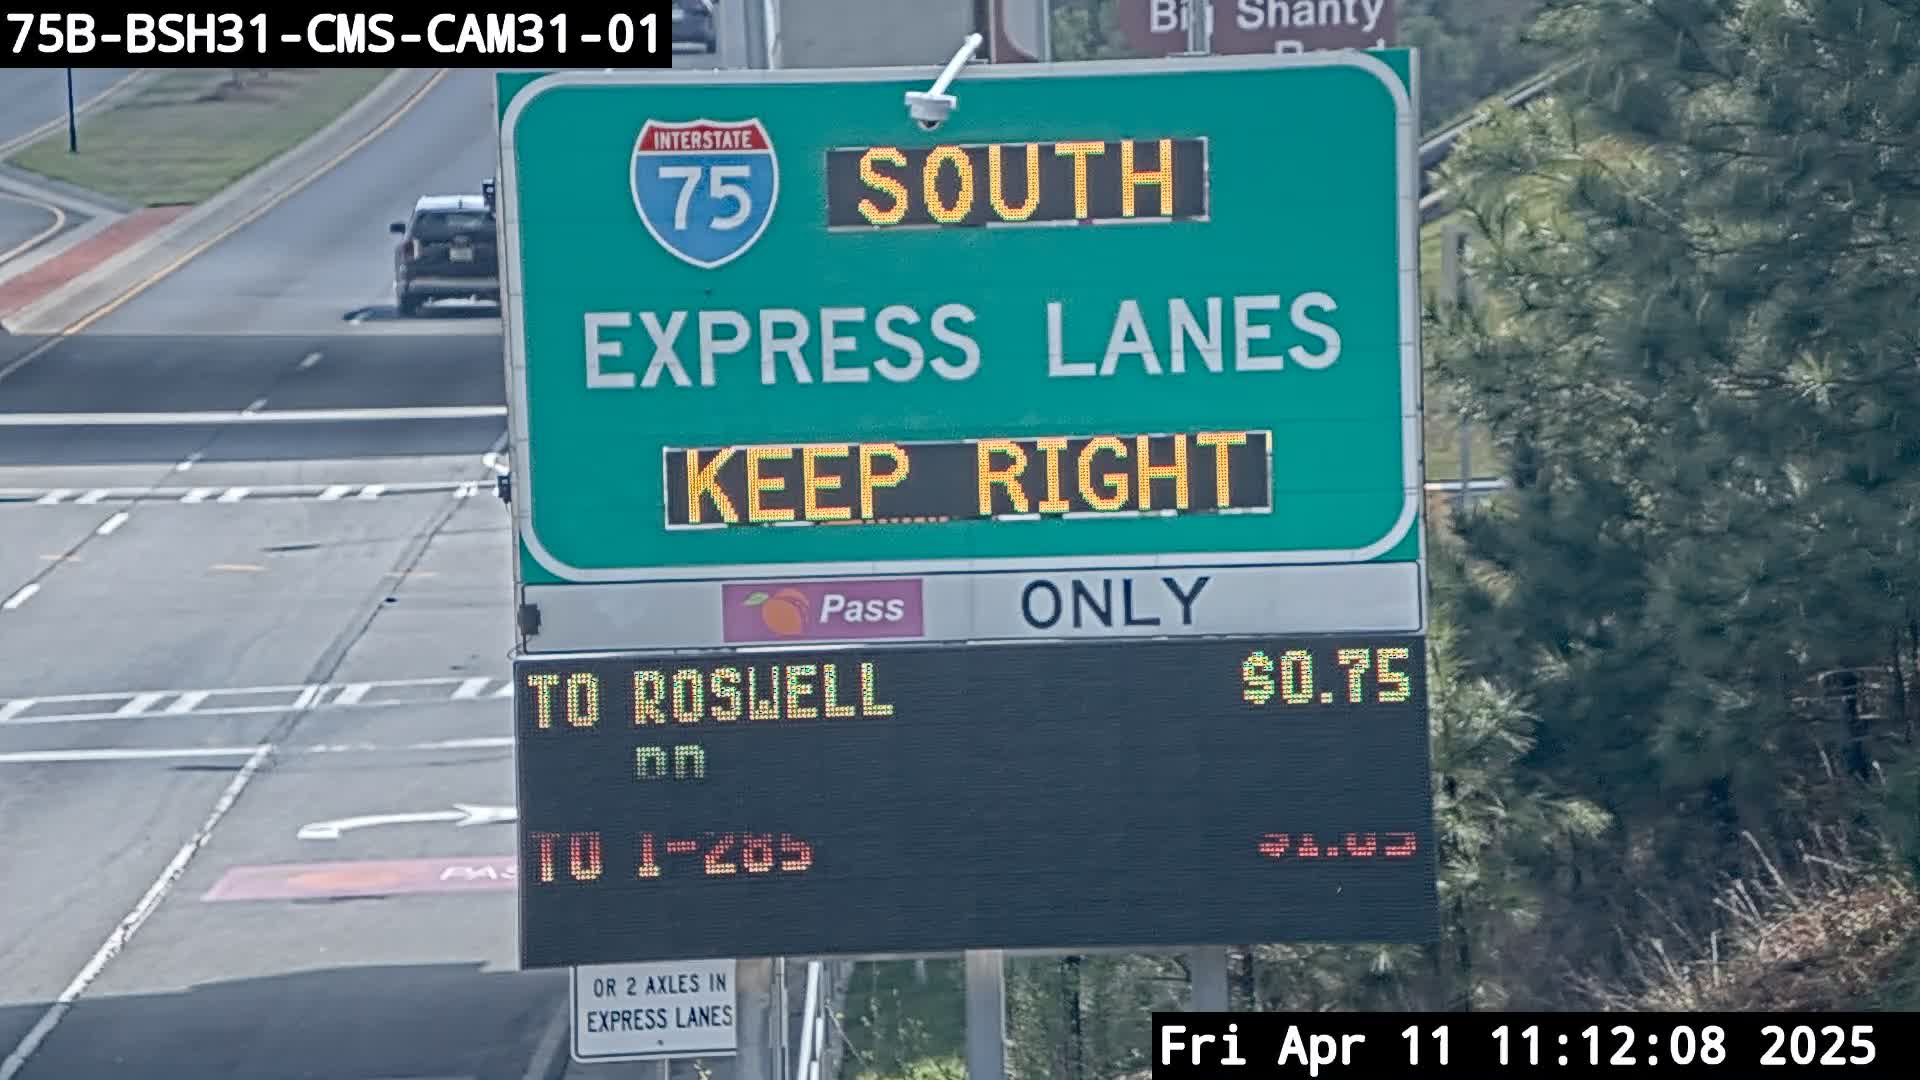 75B-BSH31-CMS-CAM31-01
Big Shanty
Road
INTERSTATE
75
SOUTH
EXPRESS LANES
KEEP RIGHT
Pass
ONLY
TO ROSWELL $0.75
TO I-285
OR 2 AXLES IN
EXPRESS LANES
Fri Apr 11 11:12:08 2025